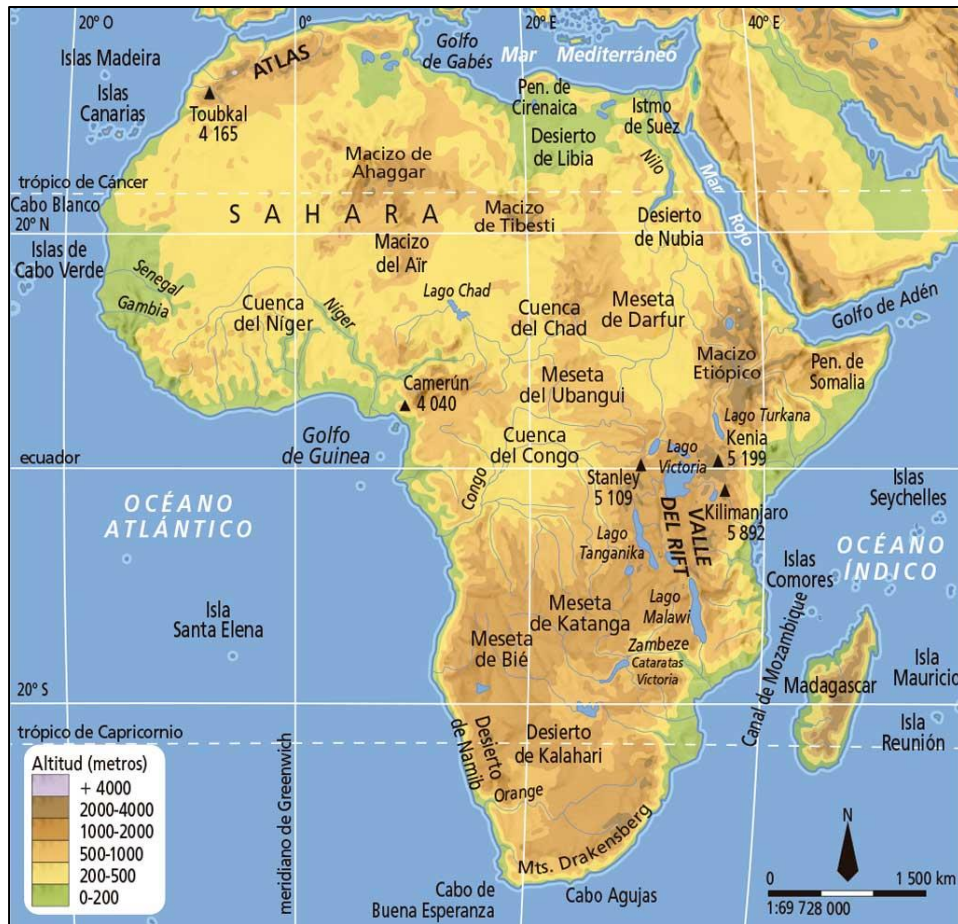 20° O
0°
20° E
40° E
Islas Madeira
ATLAS
Golfo
de Gabés
Mar Mediterráneo
Islas
Canarias
Toubkal
4 165
Pen. de
Cirenaica
Istmo
de Suez
Desierto
de Libia
Nilo
Macizo de
Ahaggar
Mar Rojo
trópico de Cáncer
Cabo Blanco
20° N
SAHARA
Macizo
de Tibesti
Desierto
de Nubia
Islas de
Cabo Verde
Macizo
del Aïr
Senegal
Gambia
Lago Chad
Cuenca
del Níger
Níger
Cuenca
del Chad
Meseta
de Darfur
Golfo de Adén
Macizo
Etiópico
Pen. de
Somalia
Camerún
4 040
Meseta
del Ubangui
Lago Turkana
Golfo
de Guinea
Cuenca
del Congo
Lago
Victoria
Kenia
5 199
ecuador
Congo
Stanley
5 109
Islas
Seychelles
OCÉANO
ATLÁNTICO
Kilimanjaro
5 892
VALLE
DEL RIFT
Lago
Tanganika
OCÉANO
ÍNDICO
Islas
Comores
Isla
Santa Elena
Meseta
de Katanga
Lago
Malawi
Meseta
de Bié
Zambeze
Cataratas
Victoria
Canal de Mozambique
Madagascar
Isla
Mauricio
20° S
Isla
Reunión
trópico de Capricornio
Desierto
de Namib
Desierto
de Kalahari
Orange
Mts. Drakensberg
meridiano de Greenwich
Cabo de
Buena Esperanza
Cabo Agujas
Altitud (metros)
+ 4000
2000-4000
1000-2000
500-1000
200-500
0-200
N
0 1 500 km
1:69 728 000